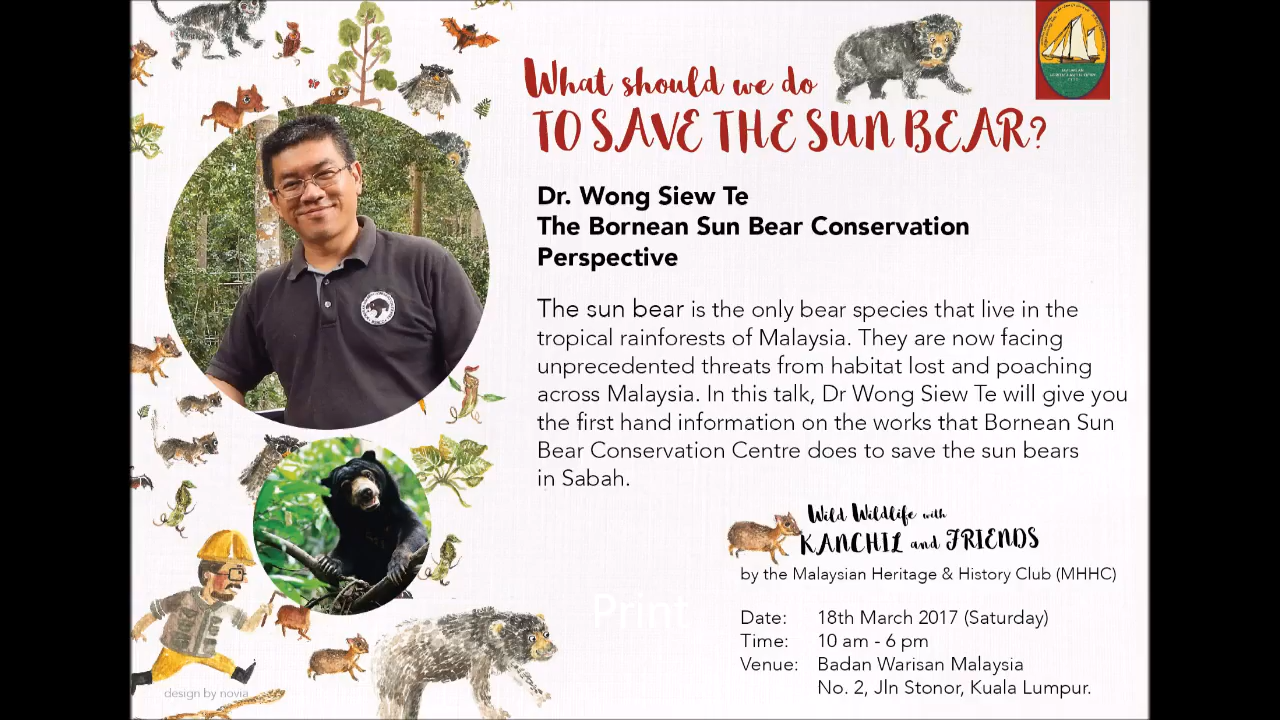 What should we do
TO SAVE THE SUN BEAR?
Dr. Wong Siew Te
The Bornean Sun Bear Conservation
Perspective
The sun bear is the only bear species that live in the
tropical rainforests of Malaysia. They are now facing
unprecedented threats from habitat lost and poaching
across Malaysia. In this talk, Dr Wong Siew Te will give you
the first hand information on the works that Bornean Sun
Bear Conservation Centre does to save the sun bears
in Sabah.
Wild Wildlife with
KANCHIL and FRIENDS
by the Malaysian Heritage & History Club (MHHC)
Print
Date: 18th March 2017 (Saturday)
Time: 10 am - 6 pm
Venue: Badan Warisan Malaysia
No. 2, Jln Stonor, Kuala Lumpur.
design by novia